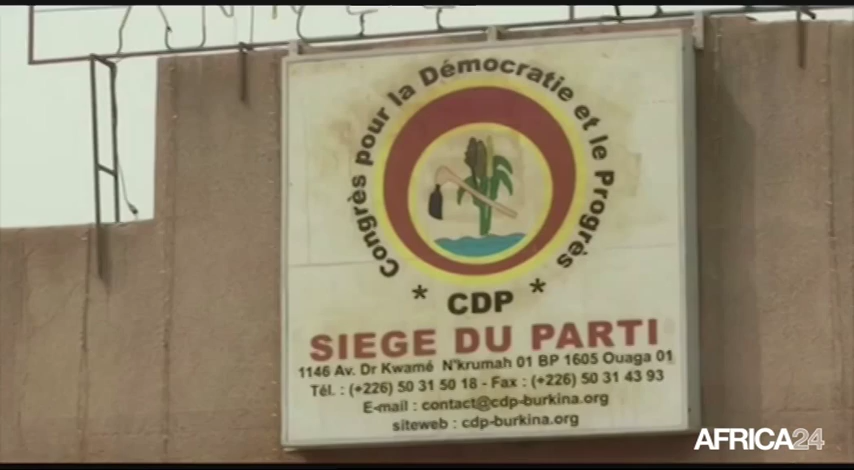 Congrès pour la Démocratie et le Progrès
* CDP *
SIEGE DU PARTI
1146 Av. Dr Kwamé N'krumah 01 BP 1605 Ouaga 01
Tél. : (+226) 50 31 50 18 - Fax : (+226) 50 31 43 93
E-mail : contact@cdp-burkina.org
siteweb : cdp-burkina.org
AFRICA24